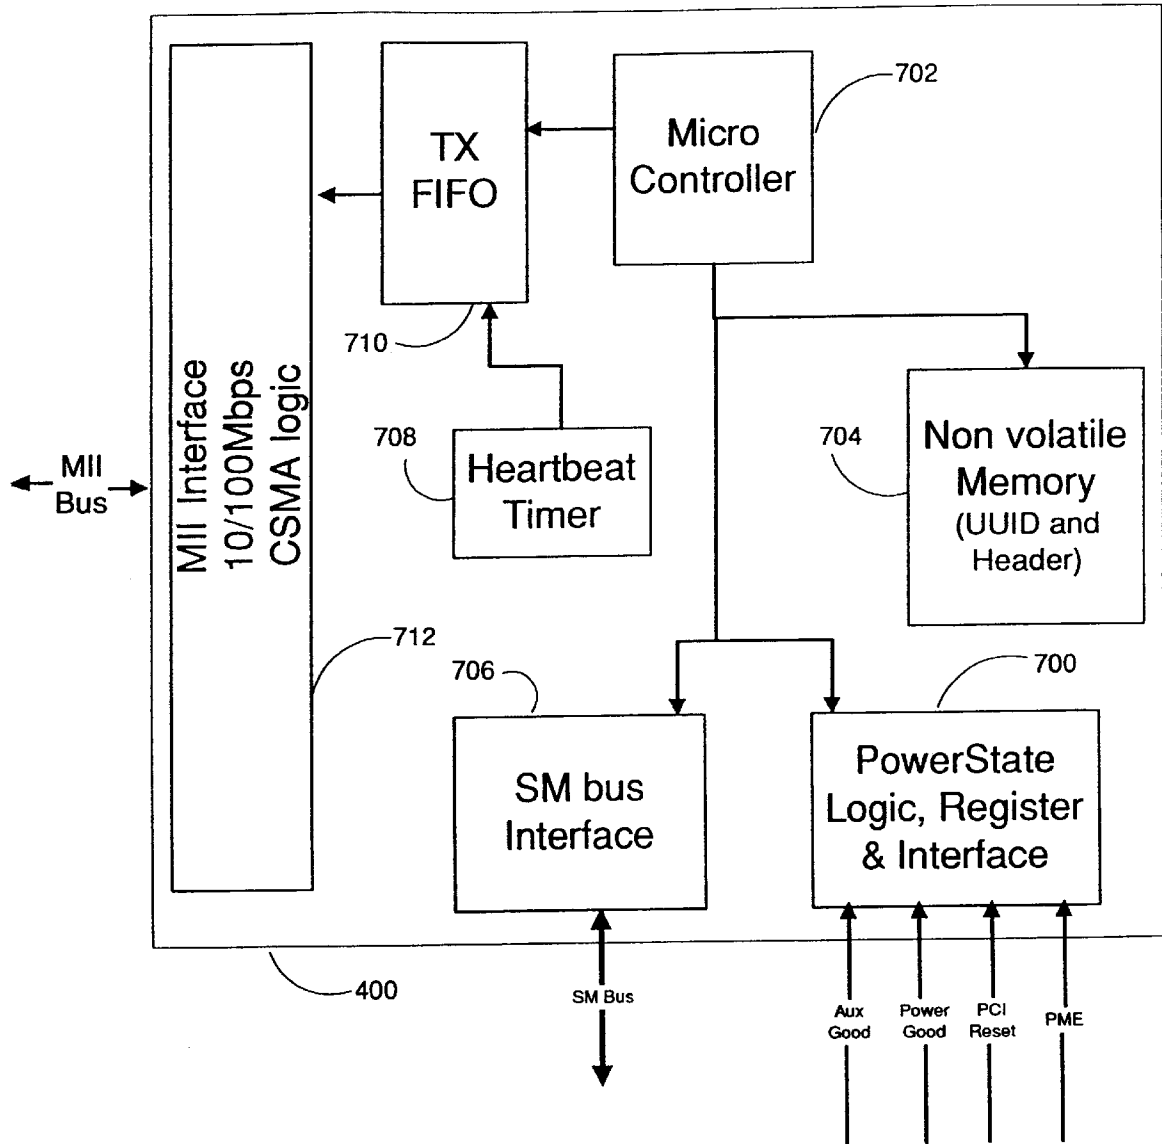 702
TX
FIFO
Micro
Controller
710
MII Interface
10/100Mbps
CSMA logic
MII
Bus
708
Heartbeat
Timer
704
Non volatile
Memory
(UUID and
Header)
712
706
700
SM bus
Interface
PowerState
Logic, Register
& Interface
400
SM Bus
Aux
Good
Power
Good
PCI
Reset
PME